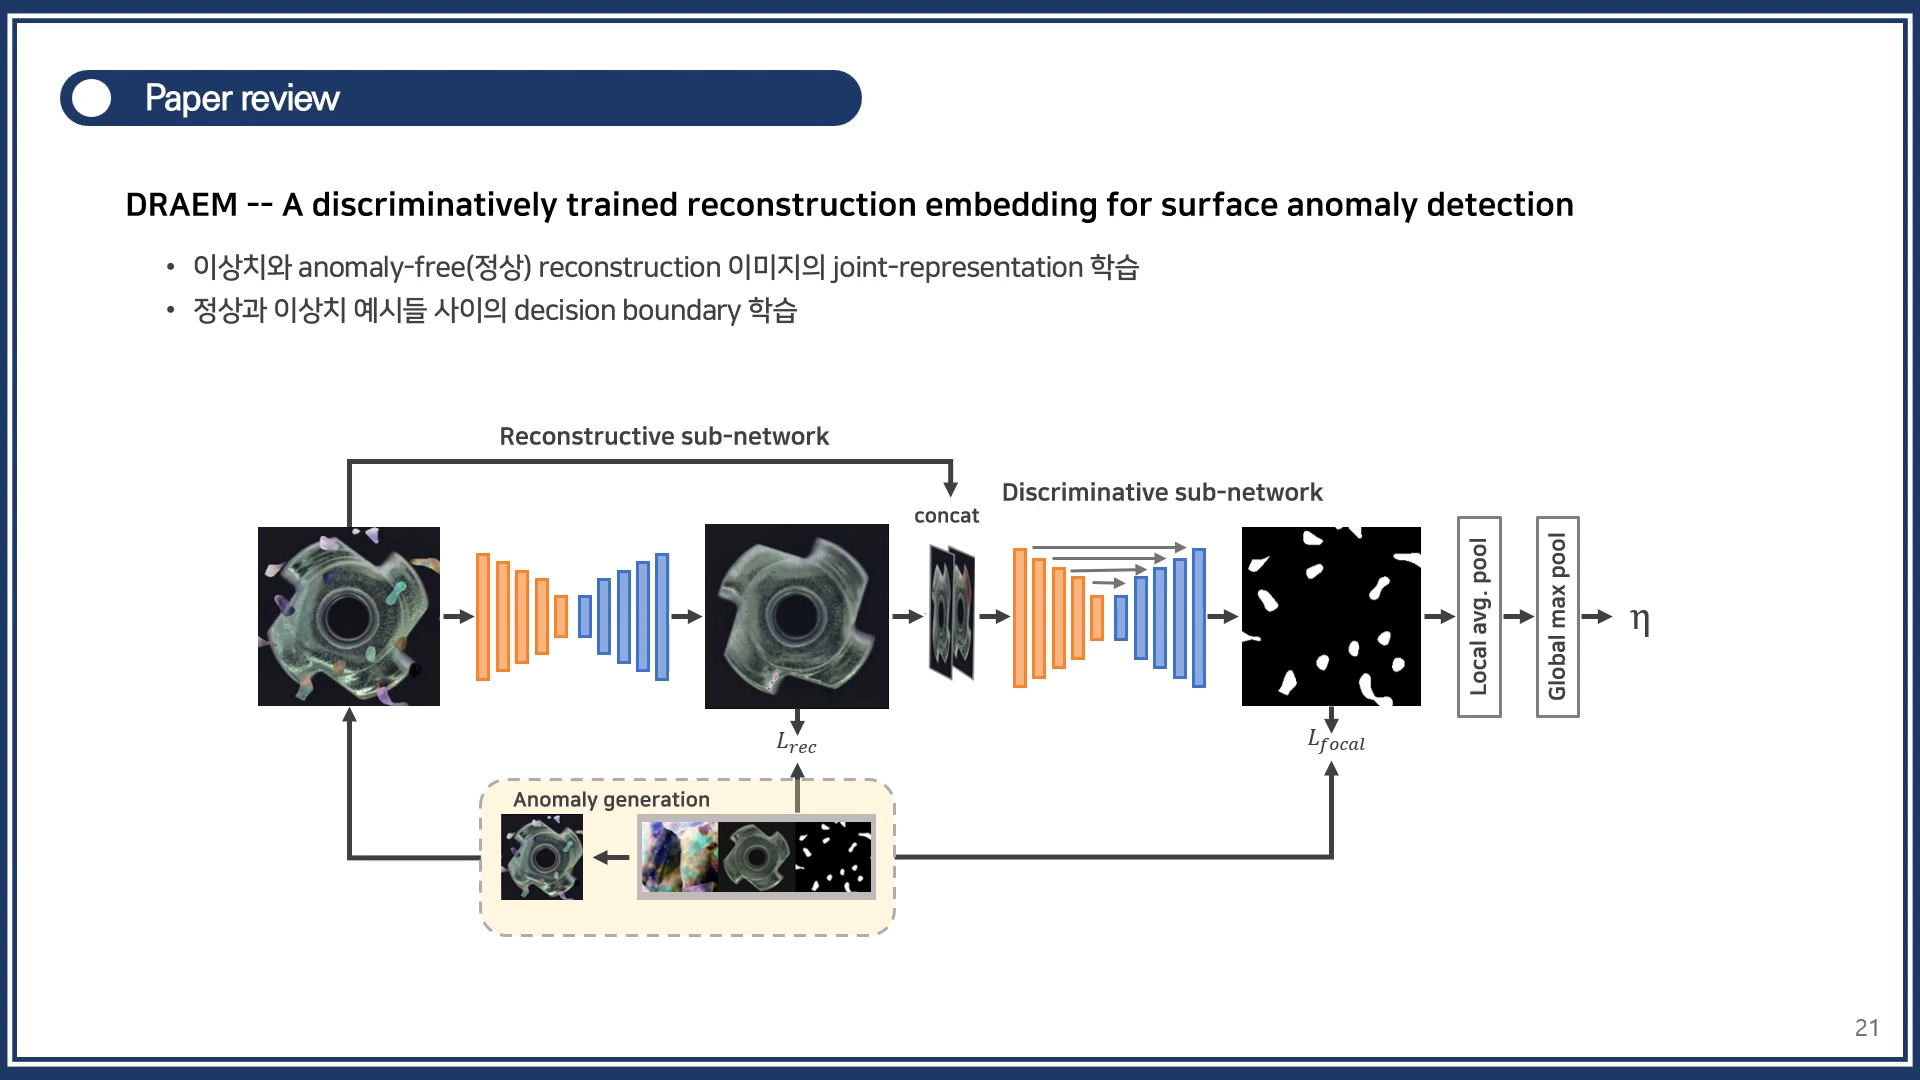 Paper review
DRAEM -- A discriminatively trained reconstruction embedding for surface anomaly detection
• 이상치와 anomaly-free(정상) reconstruction 이미지의 joint-representation 학습
• 정상과 이상치 예시들 사이의 decision boundary 학습
Reconstructive sub-network
Discriminative sub-network
concat
Local avg. pool
Global max pool
η
L_rec
L_focal
Anomaly generation
21